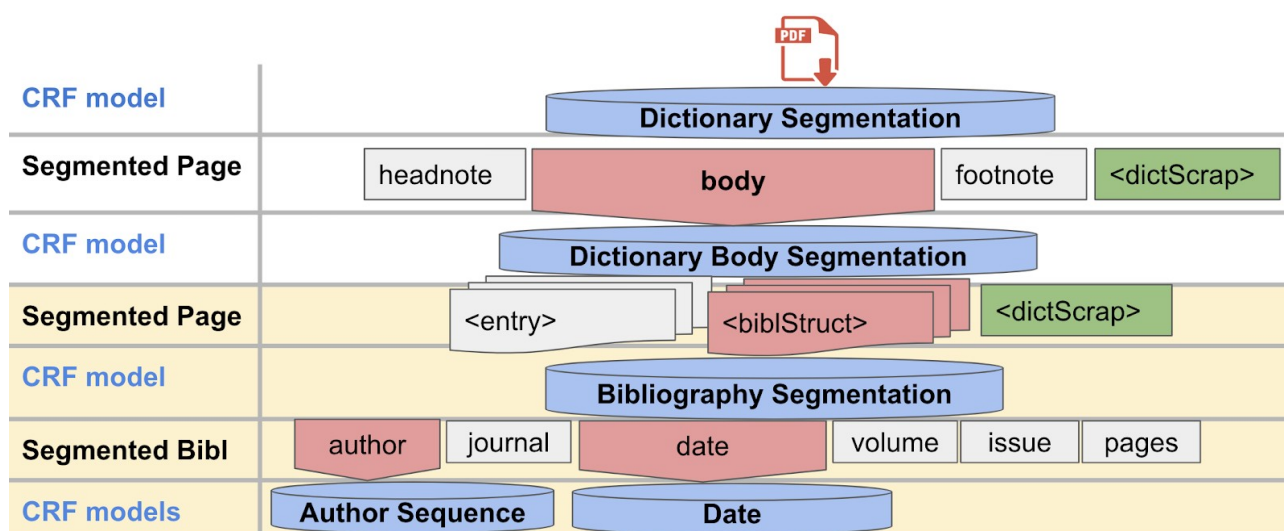 PDF
CRF model
Dictionary Segmentation
Segmented Page
headnote
body
footnote
<dictScrap>
CRF model
Dictionary Body Segmentation
Segmented Page
<entry>
<biblStruct>
<dictScrap>
CRF model
Bibliography Segmentation
Segmented Bibl
author
journal
date
volume
issue
pages
CRF models
Author Sequence
Date